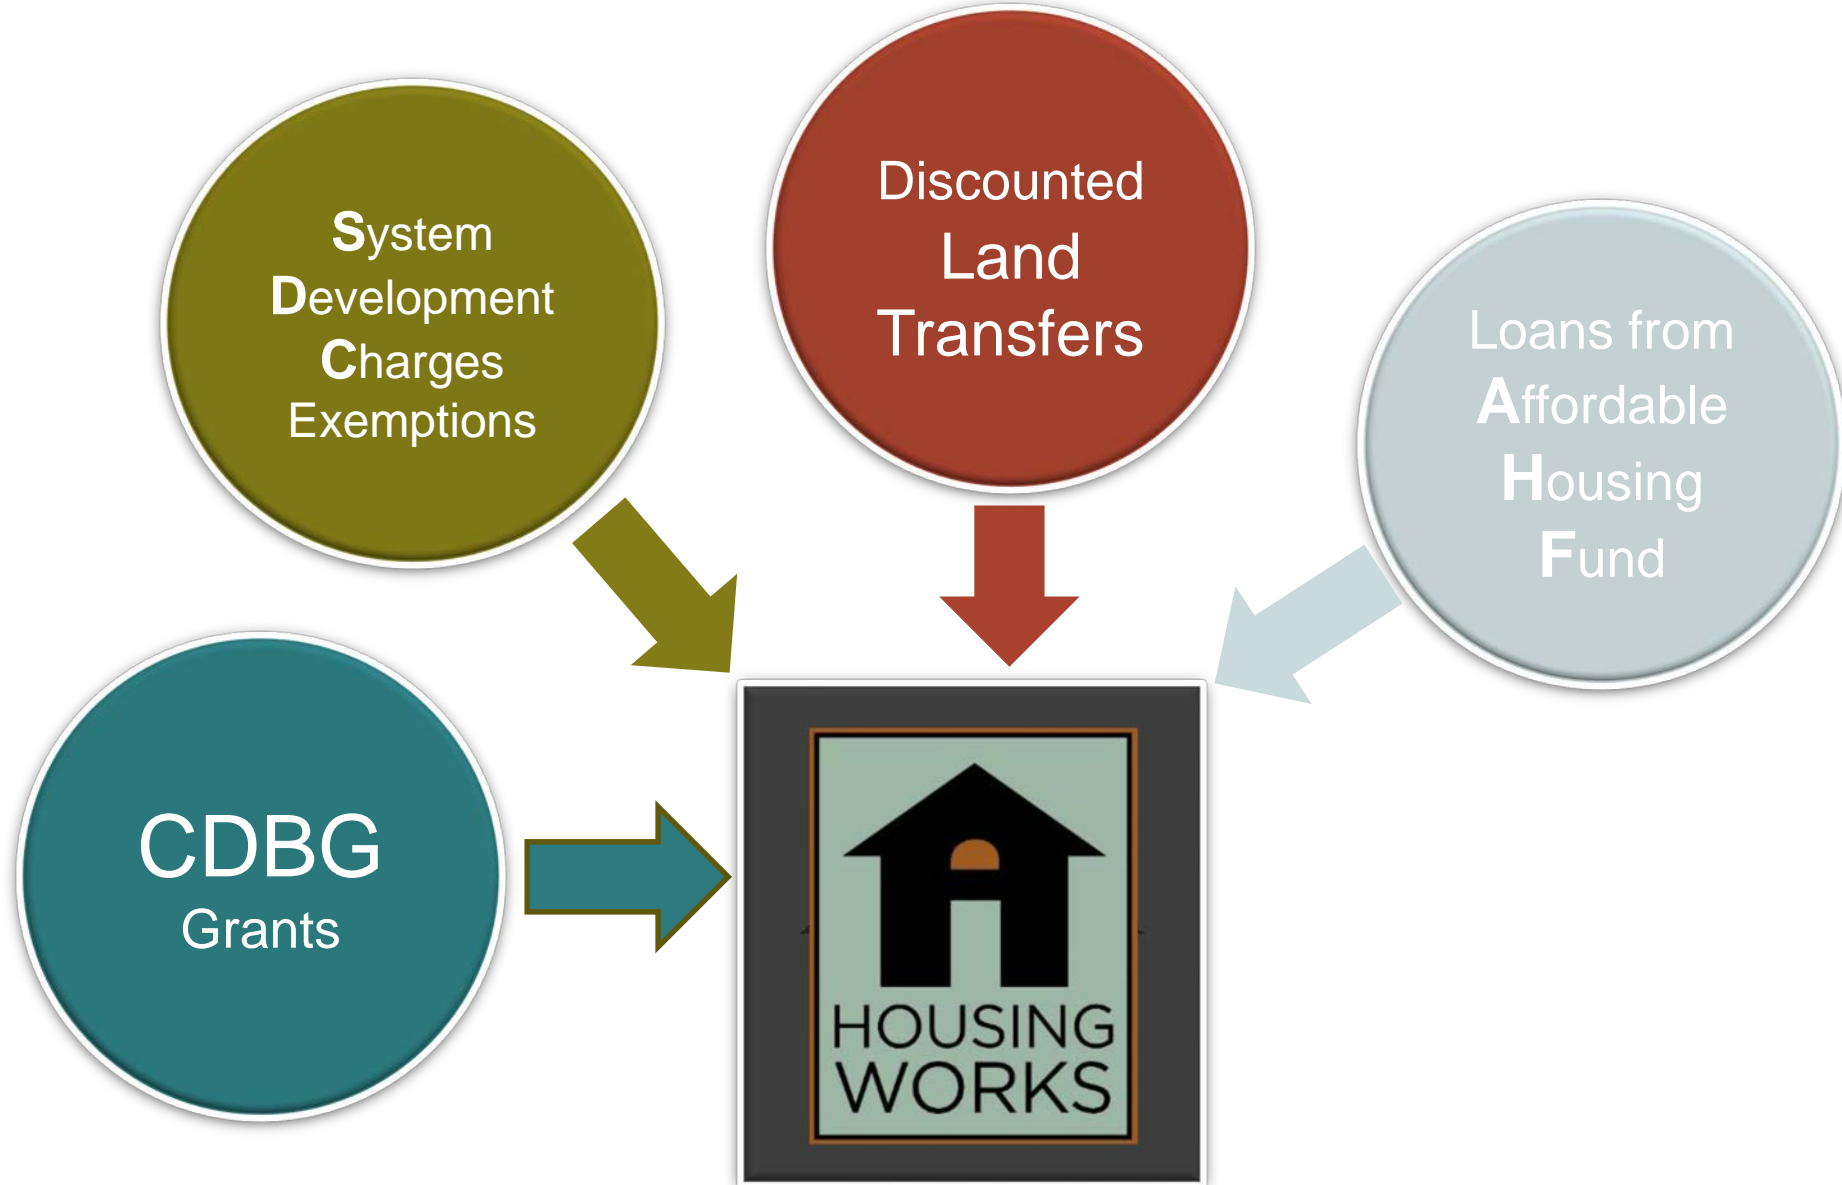 System
Development
Charges
Exemptions
Discounted
Land
Transfers
Loans from
Affordable
Housing
Fund
CDBG
Grants
HOUSING
WORKS